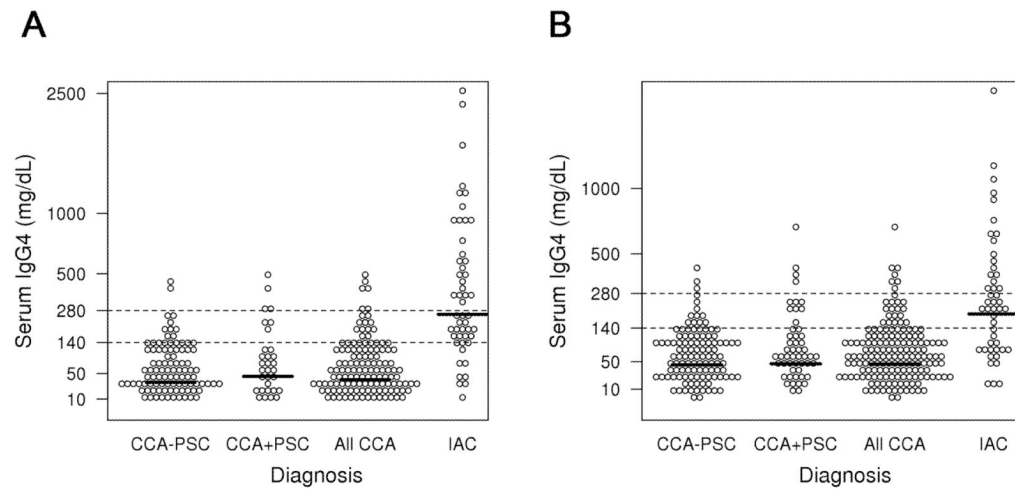 A
Serum IgG4 (mg/dL)
2500
1000
500
280
140
50
10
CCA-PSC CCA+PSC All CCA IAC
Diagnosis
B
Serum IgG4 (mg/dL)
1000
500
280
140
50
10
CCA-PSC CCA+PSC All CCA IAC
Diagnosis